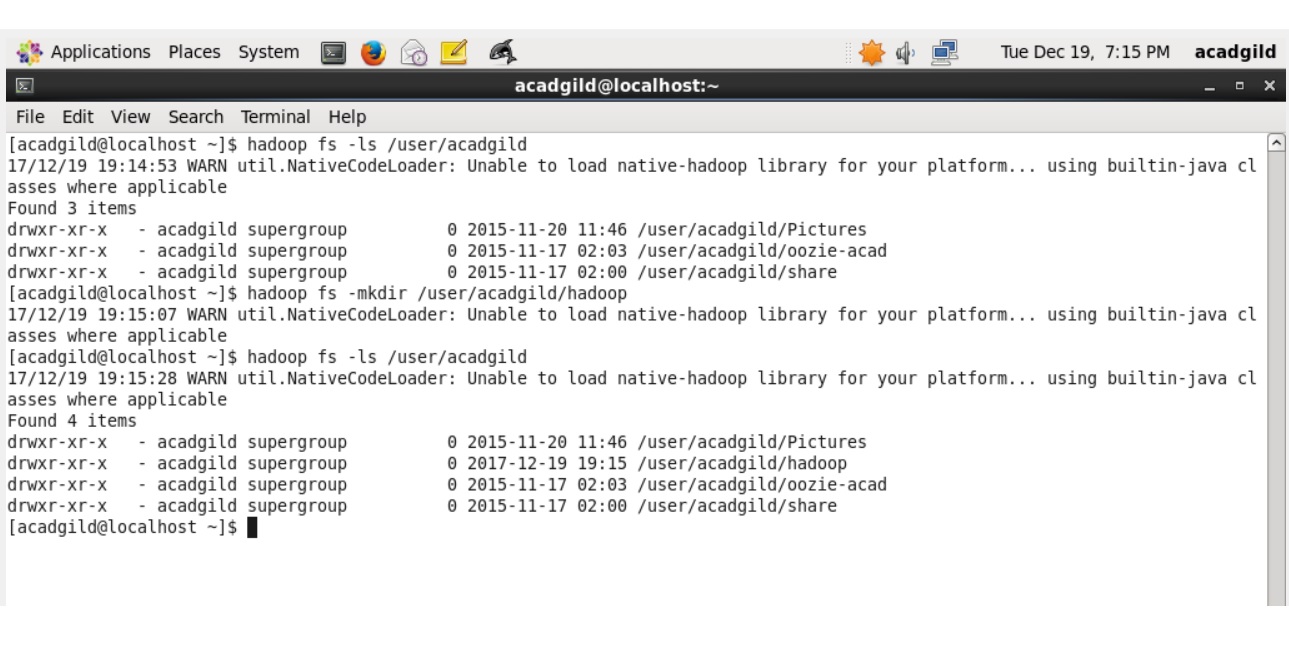 Applications Places System Tue Dec 19, 7:15 PM acadgild
acadgild@localhost:~
File Edit View Search Terminal Help
[acadgild@localhost ~]$ hadoop fs -ls /user/acadgild
17/12/19 19:14:53 WARN util.NativeCodeLoader: Unable to load native-hadoop library for your platform... using builtin-java cl
asses where applicable
Found 3 items
drwxr-xr-x   - acadgild supergroup          0 2015-11-20 11:46 /user/acadgild/Pictures
drwxr-xr-x   - acadgild supergroup          0 2015-11-17 02:03 /user/acadgild/oozie-acad
drwxr-xr-x   - acadgild supergroup          0 2015-11-17 02:00 /user/acadgild/share
[acadgild@localhost ~]$ hadoop fs -mkdir /user/acadgild/hadoop
17/12/19 19:15:07 WARN util.NativeCodeLoader: Unable to load native-hadoop library for your platform... using builtin-java cl
asses where applicable
[acadgild@localhost ~]$ hadoop fs -ls /user/acadgild
17/12/19 19:15:28 WARN util.NativeCodeLoader: Unable to load native-hadoop library for your platform... using builtin-java cl
asses where applicable
Found 4 items
drwxr-xr-x   - acadgild supergroup          0 2015-11-20 11:46 /user/acadgild/Pictures
drwxr-xr-x   - acadgild supergroup          0 2017-12-19 19:15 /user/acadgild/hadoop
drwxr-xr-x   - acadgild supergroup          0 2015-11-17 02:03 /user/acadgild/oozie-acad
drwxr-xr-x   - acadgild supergroup          0 2015-11-17 02:00 /user/acadgild/share
[acadgild@localhost ~]$